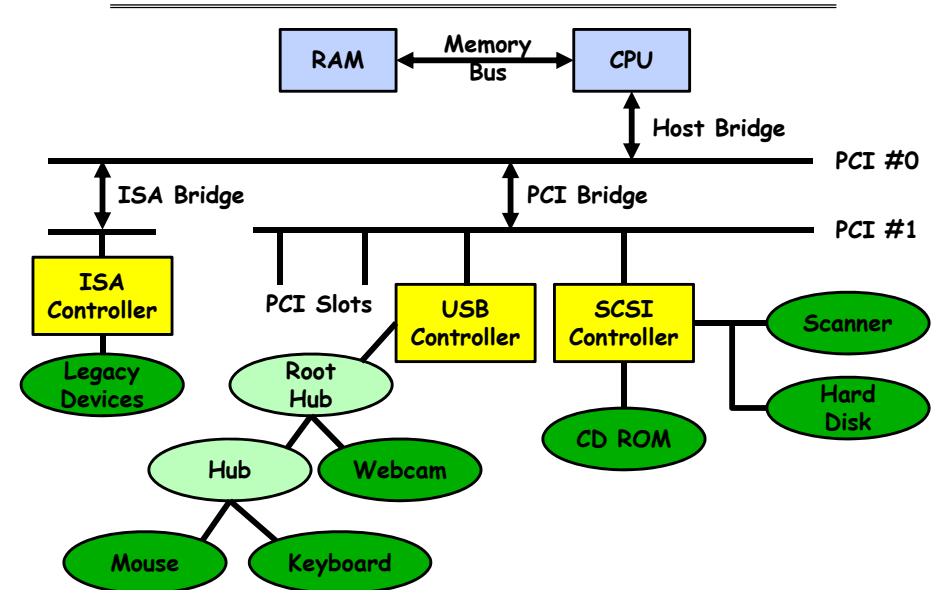 RAM
Memory
Bus
CPU
Host Bridge
PCI #0
ISA Bridge
PCI Bridge
PCI #1
ISA
Controller
PCI Slots
USB
Controller
SCSI
Controller
Scanner
Legacy
Devices
Root
Hub
Hard
Disk
CD ROM
Hub
Webcam
Mouse
Keyboard